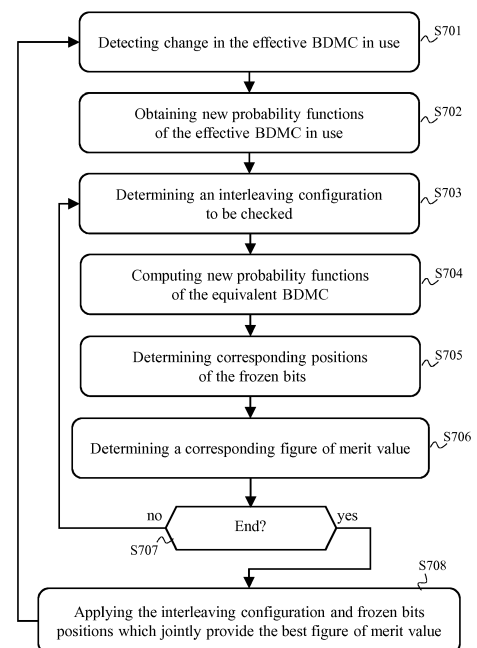 Detecting change in the effective BDMC in use
S701
Obtaining new probability functions
of the effective BDMC in use
S702
Determining an interleaving configuration
to be checked
S703
Computing new probability functions
of the equivalent BDMC
S704
Determining corresponding positions
of the frozen bits
S705
Determining a corresponding figure of merit value
S706
no
End?
yes
S707
S708
Applying the interleaving configuration and frozen bits
positions which jointly provide the best figure of merit value